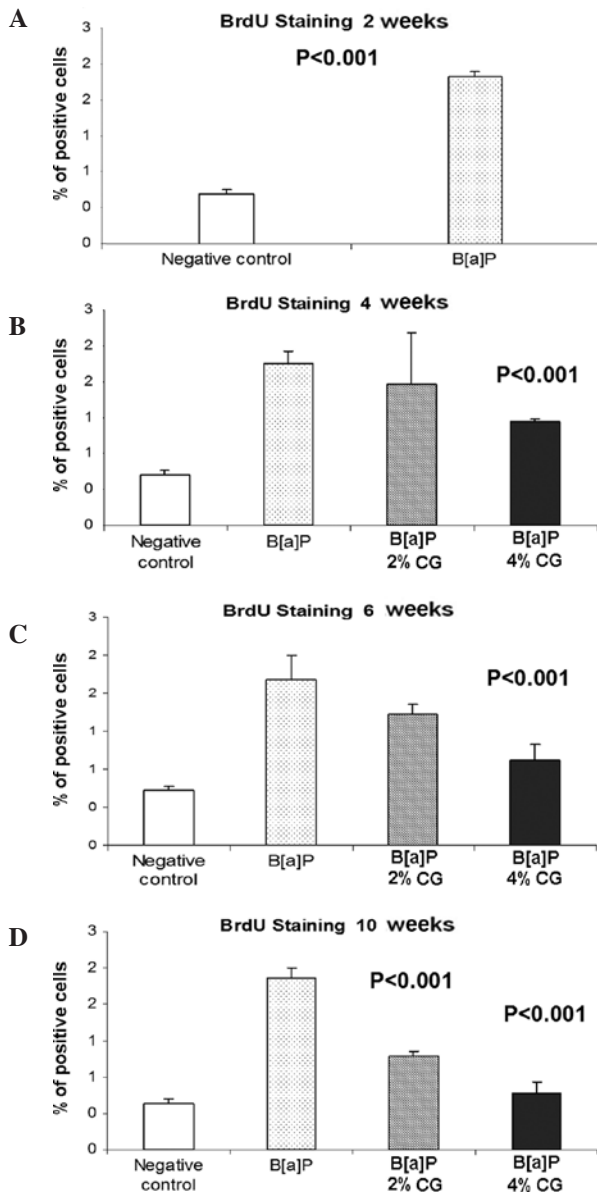 A
BrdU Staining 2 weeks
P<0.001
% of positive cells
3
2
2
1
1
0
0
Negative control
B[a]P
B
BrdU Staining 4 weeks
P<0.001
% of positive cells
3
2
2
1
1
0
0
Negative
control
B[a]P
B[a]P
2% CG
B[a]P
4% CG
C
BrdU Staining 6 weeks
P<0.001
% of positive cells
3
2
2
1
1
0
0
Negative
control
B[a]P
B[a]P
2% CG
B[a]P
4% CG
D
BrdU Staining 10 weeks
P<0.001
P<0.001
% of positive cells
3
2
2
1
1
0
0
Negative
control
B[a]P
B[a]P
2% CG
B[a]P
4% CG